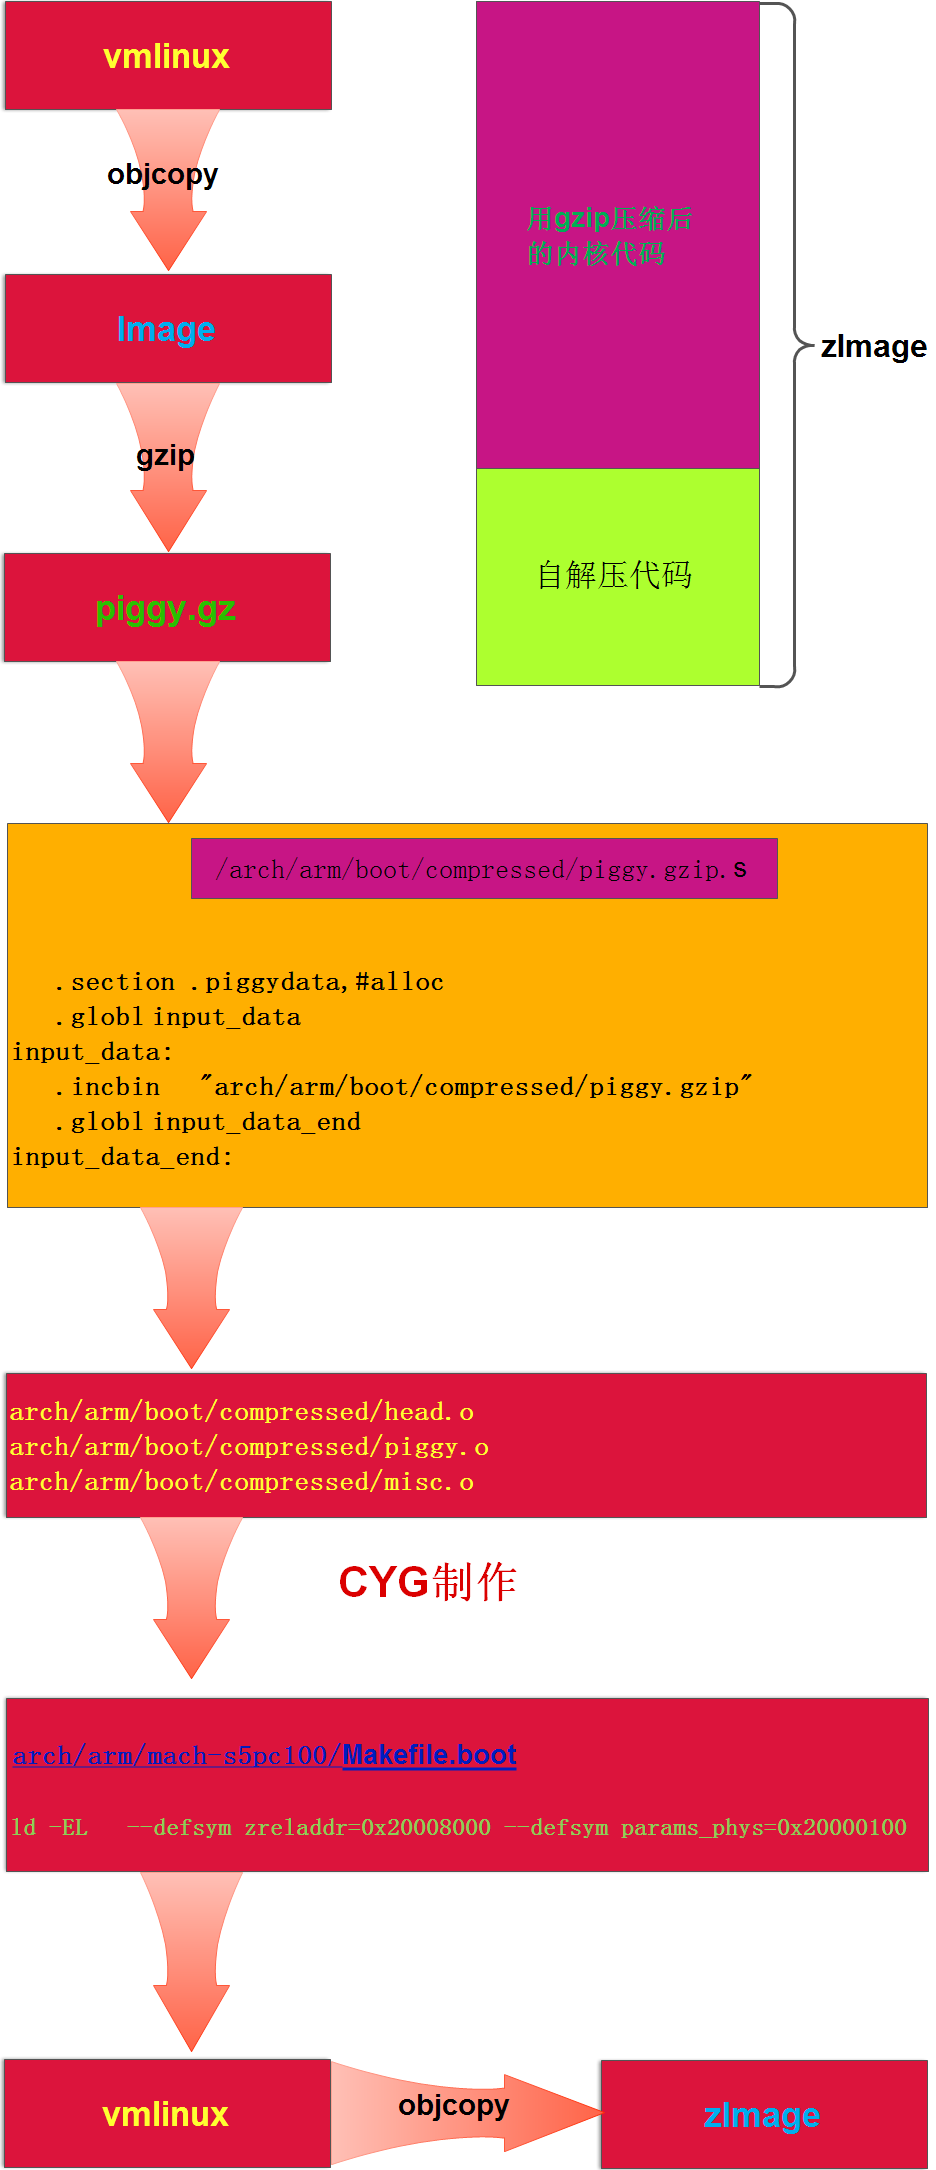 vmlinux
objcopy
Image
gzip
piggy.gz
用gzip压缩后
的内核代码
自解压代码
zImage
/arch/arm/boot/compressed/piggy.gzip.S
.section .piggydata,#alloc
.globl input_data
input_data:
.incbin "arch/arm/boot/compressed/piggy.gzip"
.globl input_data_end
input_data_end:
arch/arm/boot/compressed/head.o
arch/arm/boot/compressed/piggy.o
arch/arm/boot/compressed/misc.o
CYG制作
arch/arm/mach-s5pc100/Makefile.boot
ld -EL --defsym zreladdr=0x20008000 --defsym params_phys=0x20000100
vmlinux
objcopy
zImage